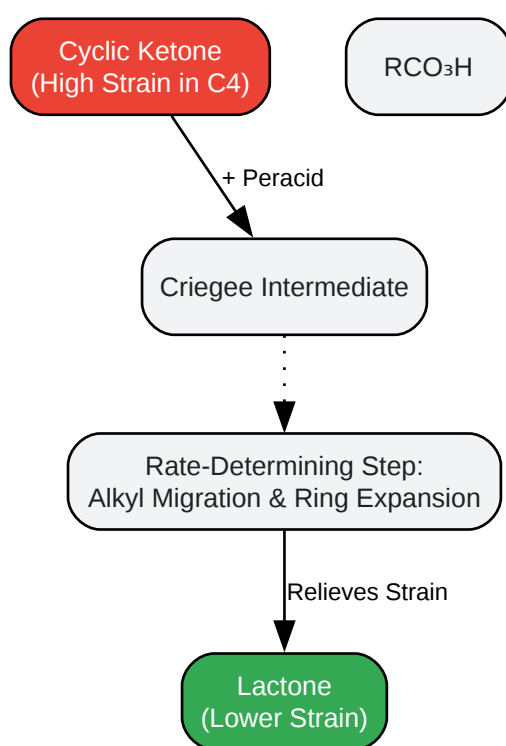 Cyclic Ketone
(High Strain in C4)
RCO₃H
+ Peracid
Criegee Intermediate
Rate-Determining Step:
Alkyl Migration & Ring Expansion
Relieves Strain
Lactone
(Lower Strain)